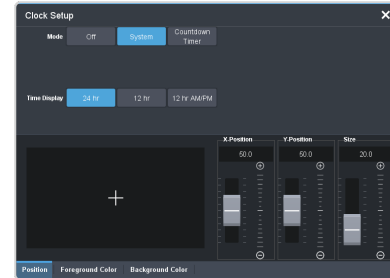 Clock Setup
Mode Off System Countdown Timer
Time Display 24 hr 12 hr 12 hr AM/PM
X-Position Y-Position Size
50.0 50.0 20.0
Position Foreground Color Background Color